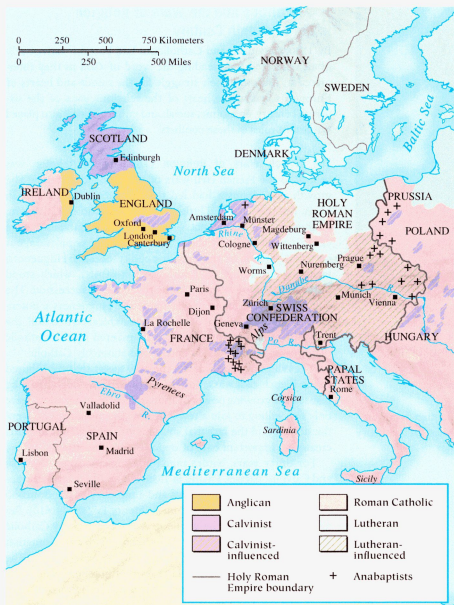 0 250 500 750 Kilometers
0 250 500 Miles
NORWAY
SWEDEN
Baltic Sea
SCOTLAND
Edinburgh
North Sea
DENMARK
IRELAND
Dublin
ENGLAND
Oxford
London
Canterbury
Amsterdam
Münster
Rhine
Cologne
HOLY
ROMAN
EMPIRE
Magdeburg
Wittenberg
PRUSSIA
POLAND
Worms
Nuremberg
Prague
Danube
R.
Munich
Vienna
Paris
Dijon
Zürich
SWISS
CONFEDERATION
Geneva
Alps
Atlantic
Ocean
La Rochelle
FRANCE
HUNGARY
Po R.
Trent
PAPAL
STATES
Rome
Corsica
Sardinia
Sicily
Pyrenees
Ebro
R.
Valladolid
PORTUGAL
SPAIN
Madrid
Lisbon
Seville
Mediterranean Sea
Anglican
Calvinist
Calvinist-
influenced
Holy Roman
Empire boundary
Roman Catholic
Lutheran
Lutheran-
influenced
Anabaptists